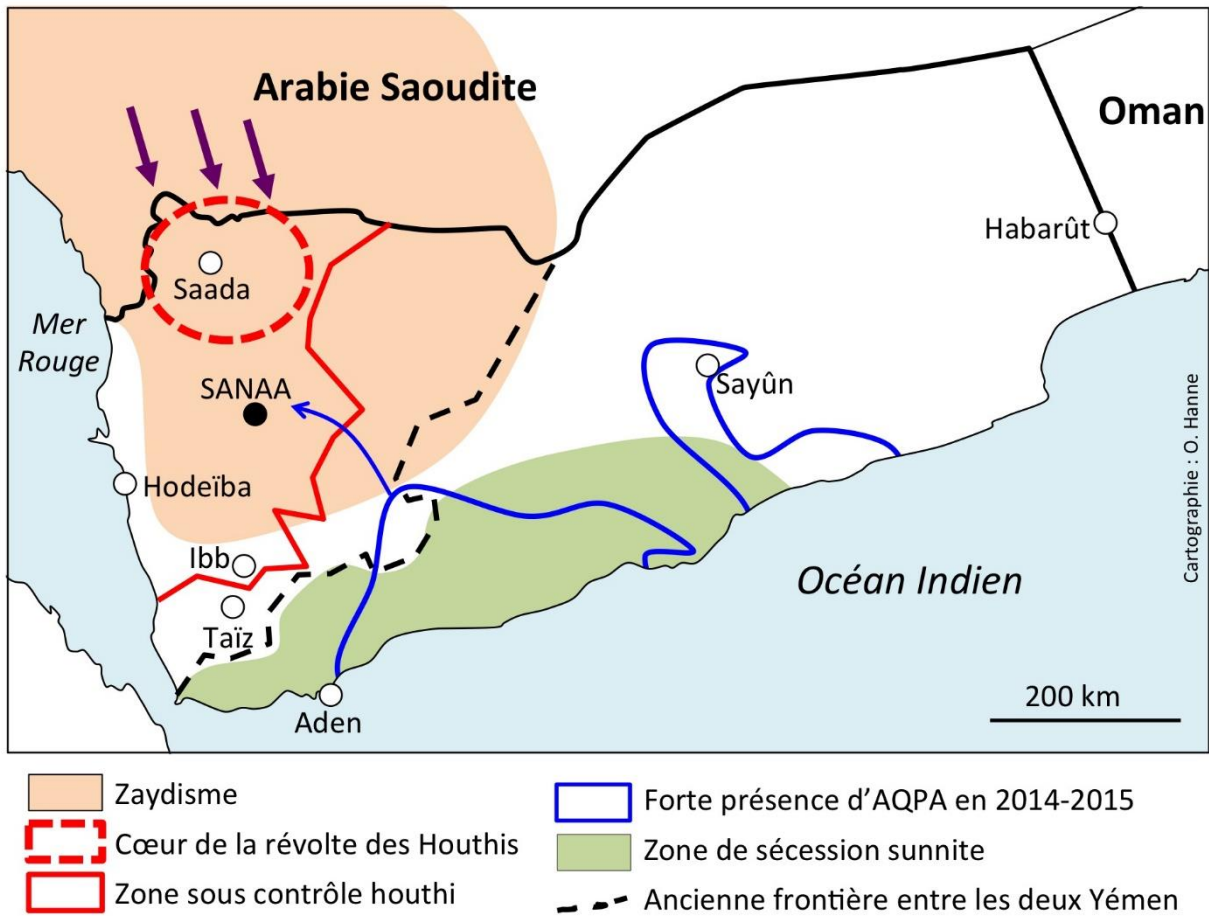 Arabie Saoudite
Oman
Habarût
Saada
Mer
Rouge
SANAA
Sayûn
Hodeïba
Ibb
Taïz
Aden
Océan Indien
200 km
Cartographie : O. Hanne
Zaydisme
Cœur de la révolte des Houthis
Zone sous contrôle houthi
Forte présence d’AQPA en 2014-2015
Zone de sécession sunnite
Ancienne frontière entre les deux Yémen